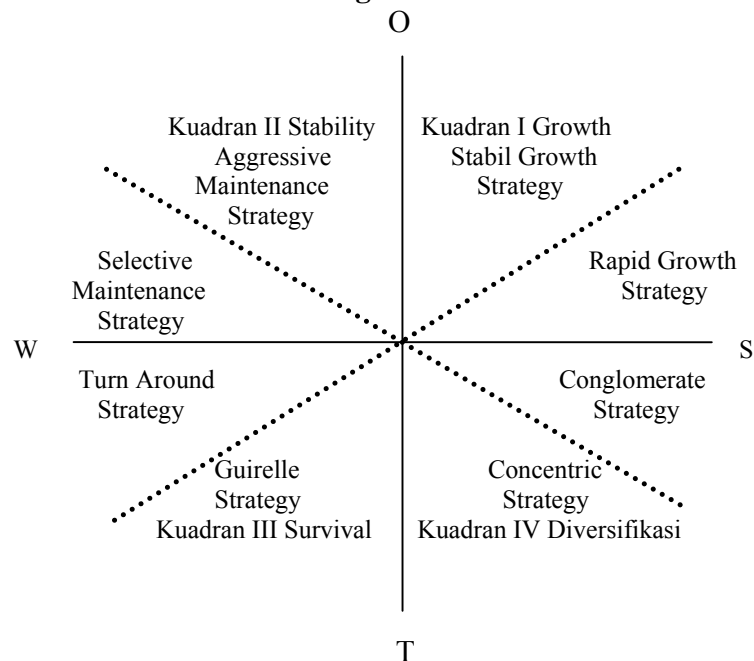 O
Kuadran II Stability
Aggressive
Maintenance
Strategy
Kuadran I Growth
Stabil Growth
Strategy
Selective
Maintenance
Strategy
Rapid Growth
Strategy
W
S
Turn Around
Strategy
Conglomerate
Strategy
Guirelle
Strategy
Kuadran III Survival
Concentric
Strategy
Kuadran IV Diversifikasi
T